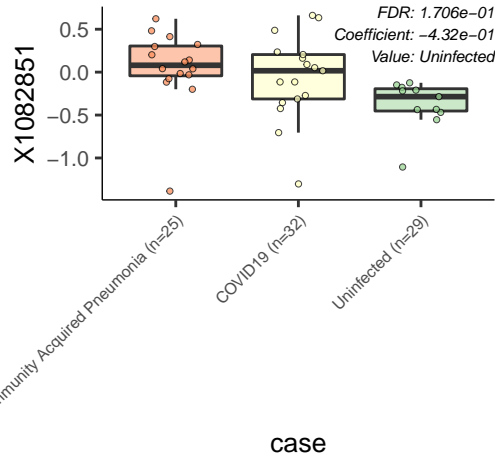 FDR: 1.706e−01
Coefficient: −4.32e−01
Value: Uninfected
X1082851
0.5
0.0
−0.5
−1.0
Acquired Pneumonia (n=25)
COVID19 (n=32)
Uninfected (n=29)
case